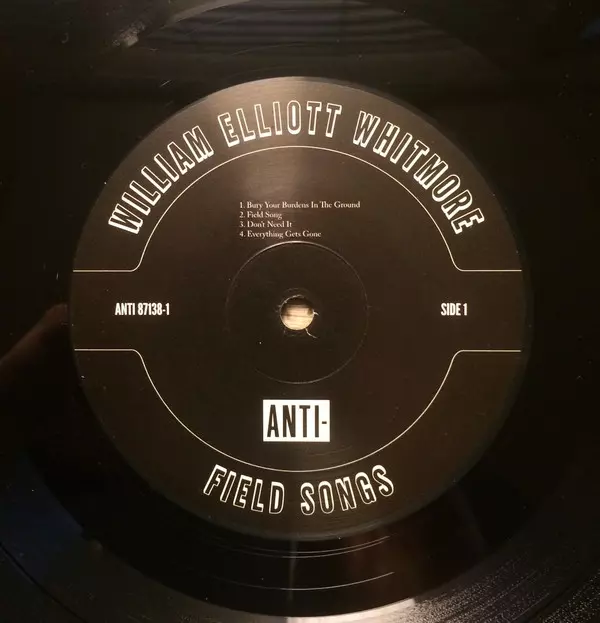 WILLIAM ELLIOTT WHITMORE
1. Bury Your Burdens In The Ground
2. Field Song
3. Don't Need It
4. Everything Gets Gone
ANTI 87138-1
SIDE 1
ANTI-
FIELD SONGS